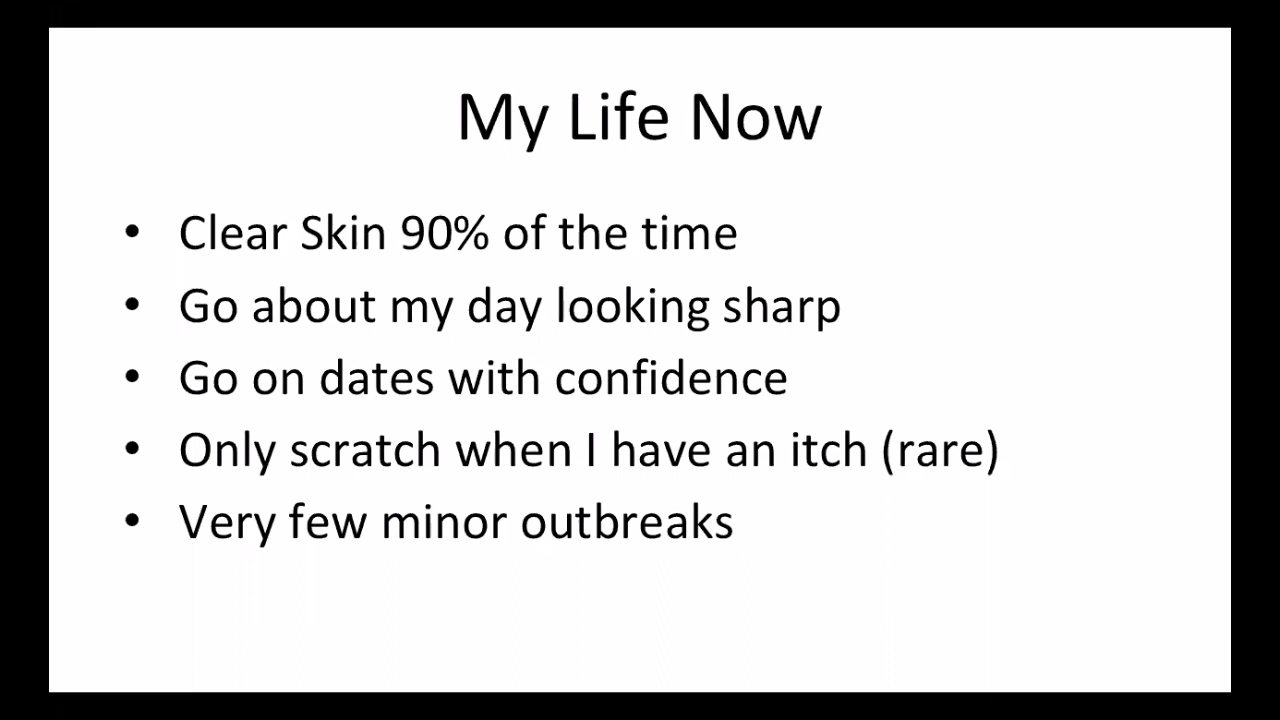 My Life Now
• Clear Skin 90% of the time
• Go about my day looking sharp
• Go on dates with confidence
• Only scratch when I have an itch (rare)
• Very few minor outbreaks